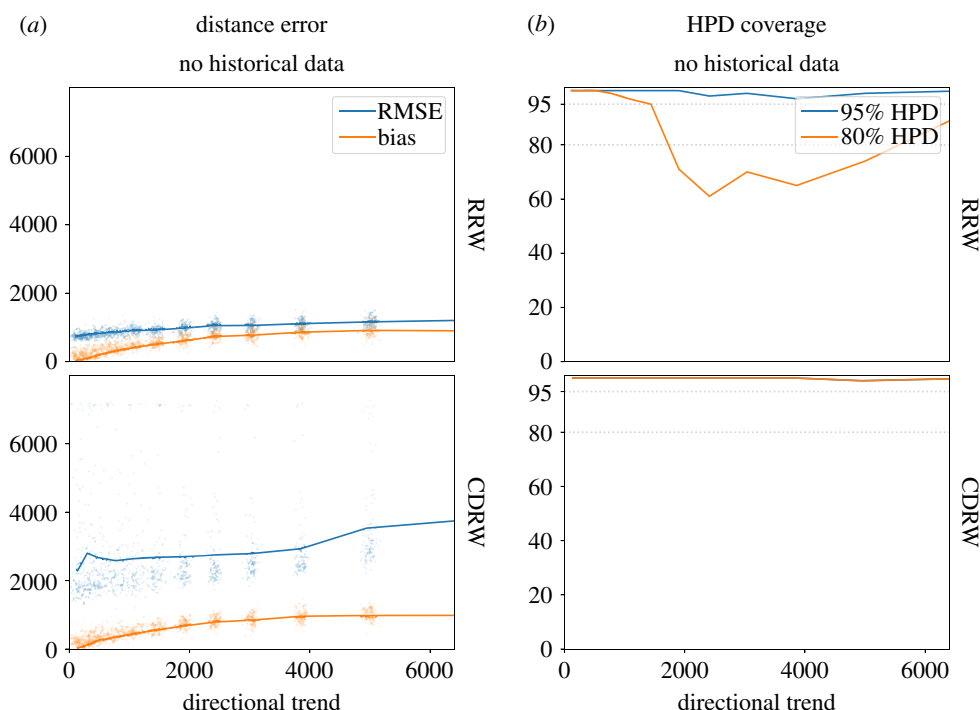 (a)
distance error
no historical data
RMSE
bias
6000
4000
2000
0
RRW
6000
4000
2000
0
CDRW
0
2000
4000
6000
directional trend
(b)
HPD coverage
no historical data
95% HPD
80% HPD
95
80
60
40
20
0
RRW
95
80
60
40
20
0
CDRW
0
2000
4000
6000
directional trend